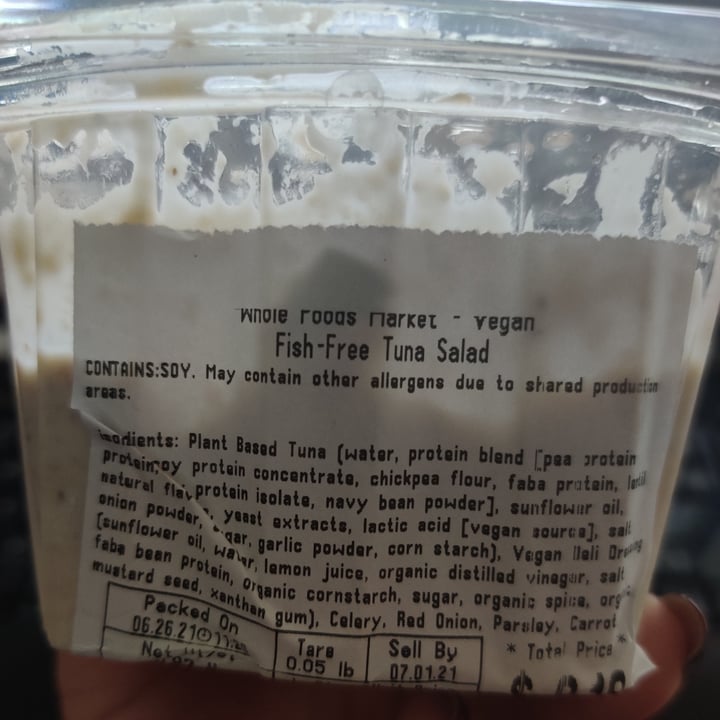 Whole Foods Market - Vegan
Fish-Free Tuna Salad
CONTAINS:SOY. May contain other allergens due to shared production
areas.
Plant Based Tuna (water, protein blend [pea protein
soy protein concentrate, chickpea flour, faba protein,
protein isolate, navy bean powder], sunflower oil,
natural yeast extracts, lactic acid [vegan source], salt
onion powder, garlic powder, corn starch), Vegan Deli
(sunflower oil, water, lemon juice, organic distilled vinegar, salt
faba bean protein, organic cornstarch, sugar, organic spice,
mustard seed, xanthan gum), Celery, Red Onion, Parsley, Carrot
Packed On
06.26.21
Tare
0.05 lb
Sell By
07.01.21
* Total Price *